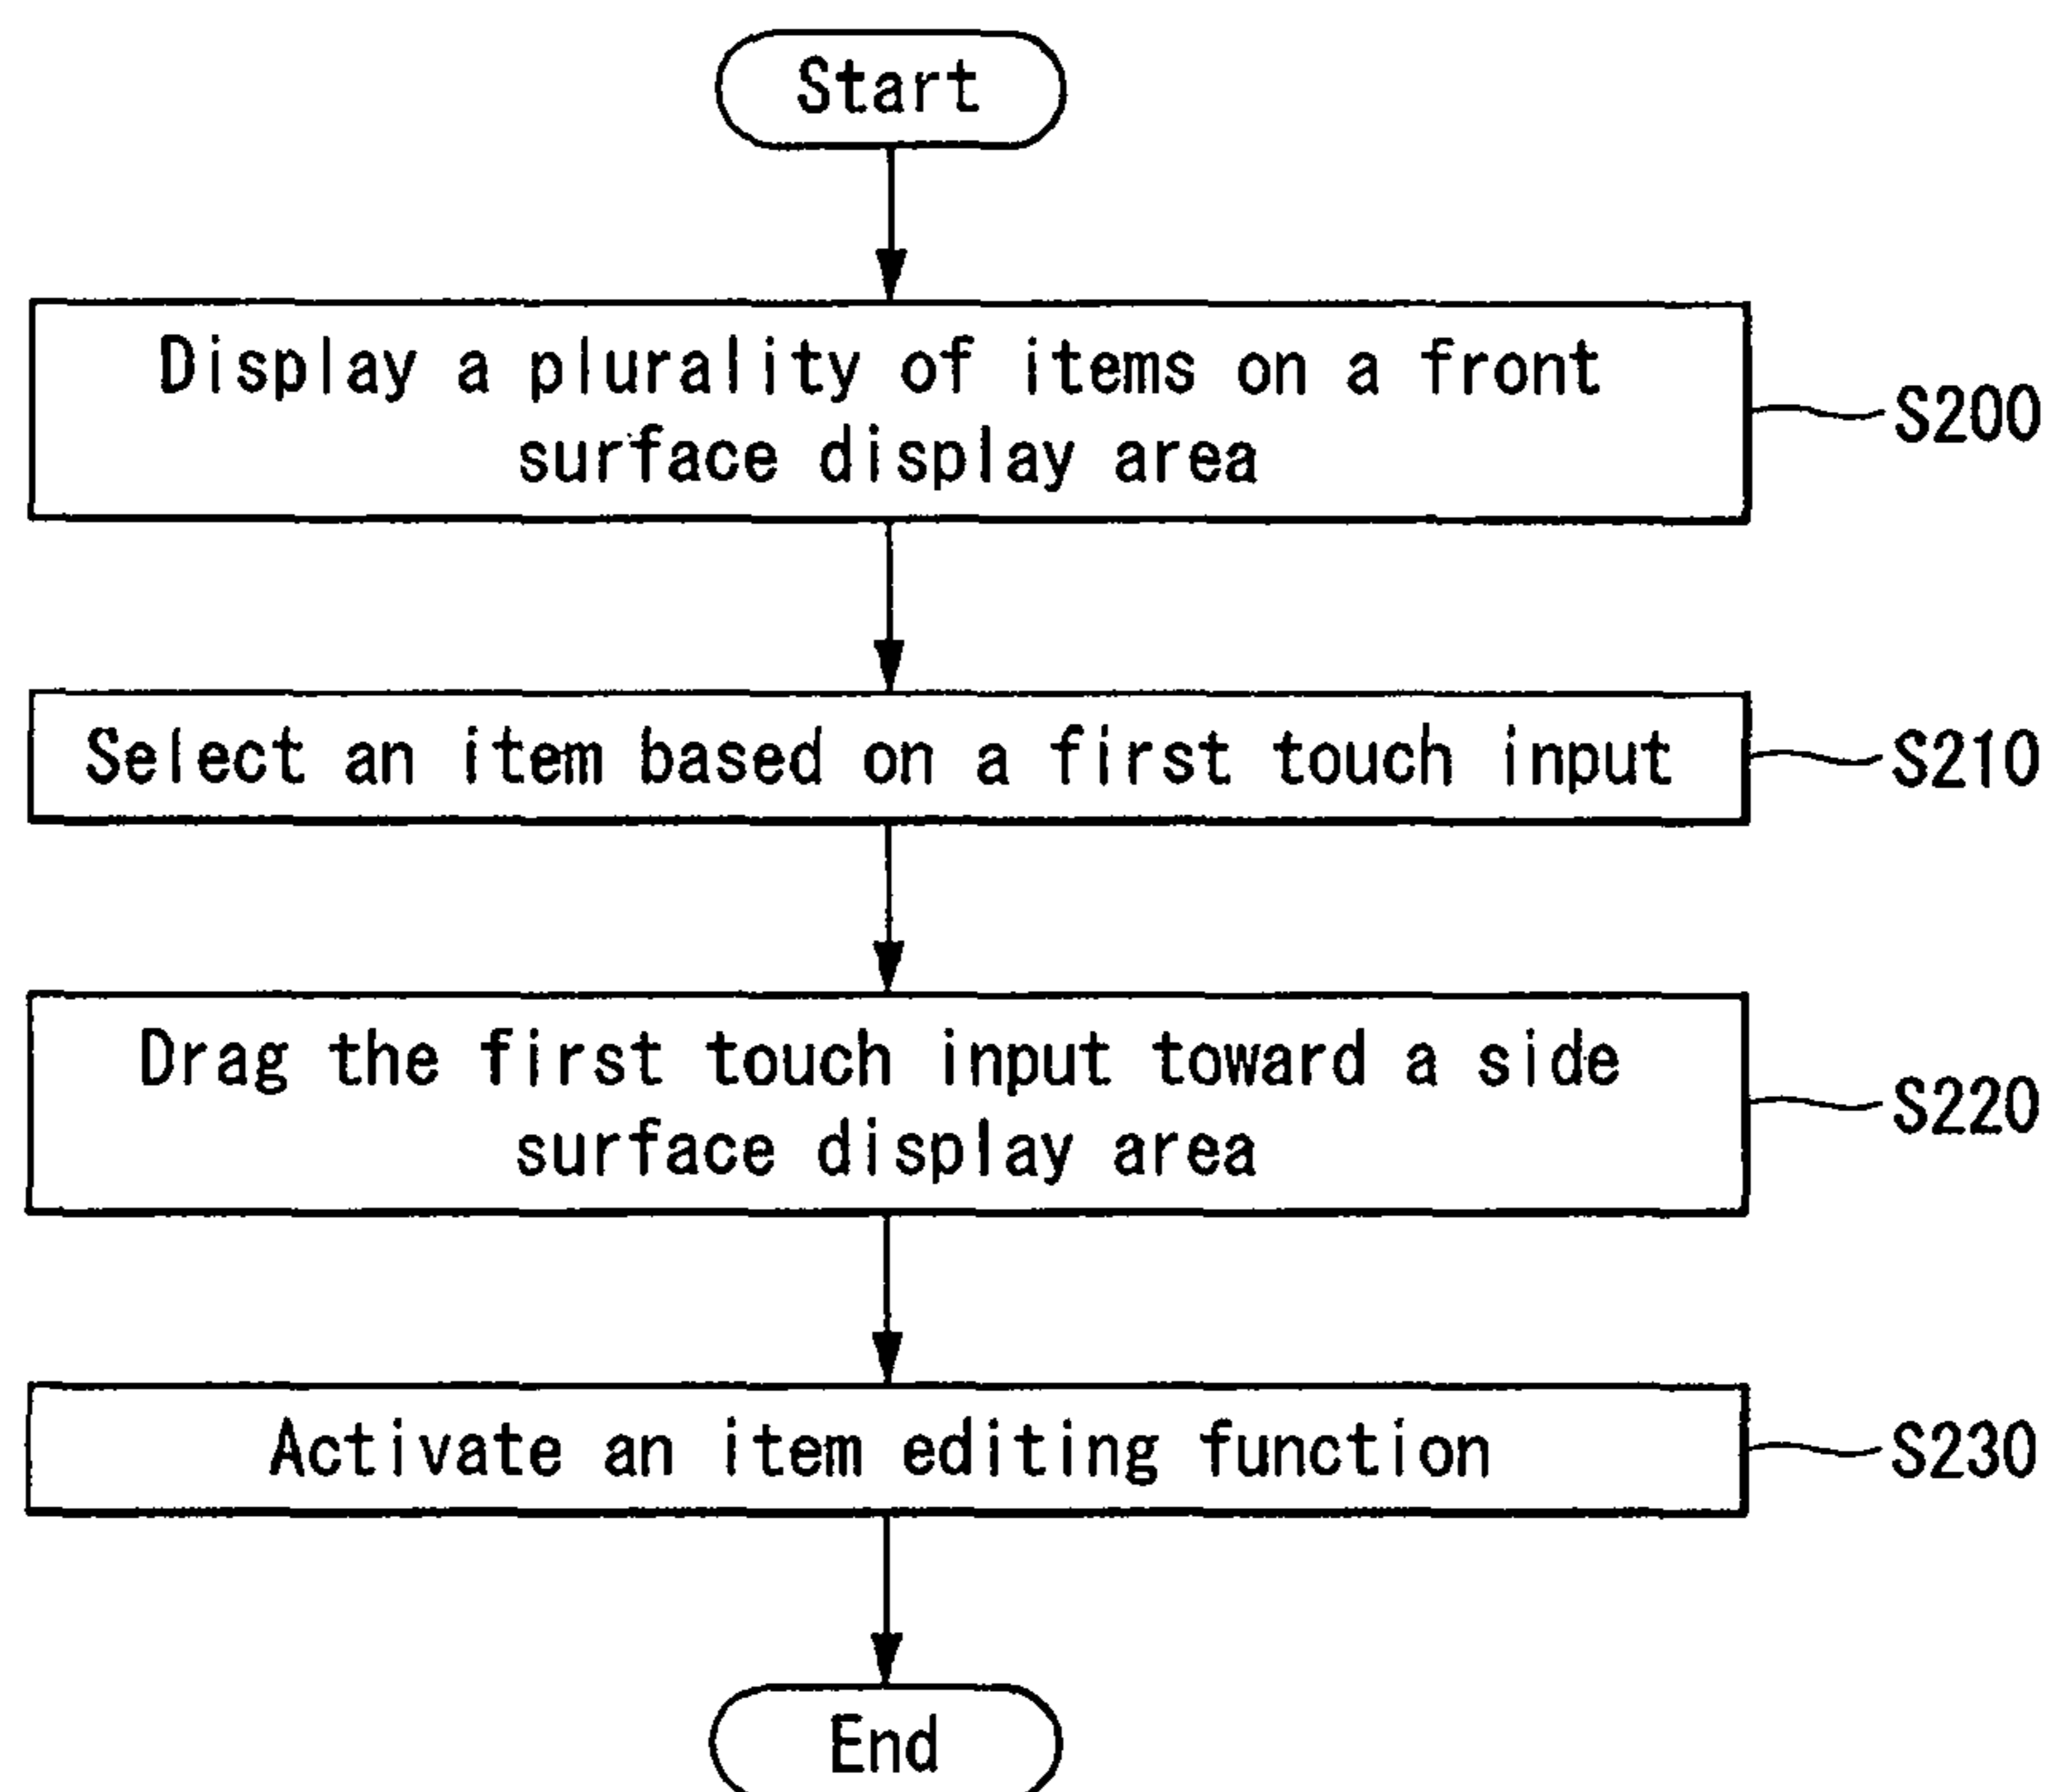 Start
Display a plurality of items on a front
surface display area
S200
Select an item based on a first touch input
S210
Drag the first touch input toward a side
surface display area
S220
Activate an item editing function
S230
End